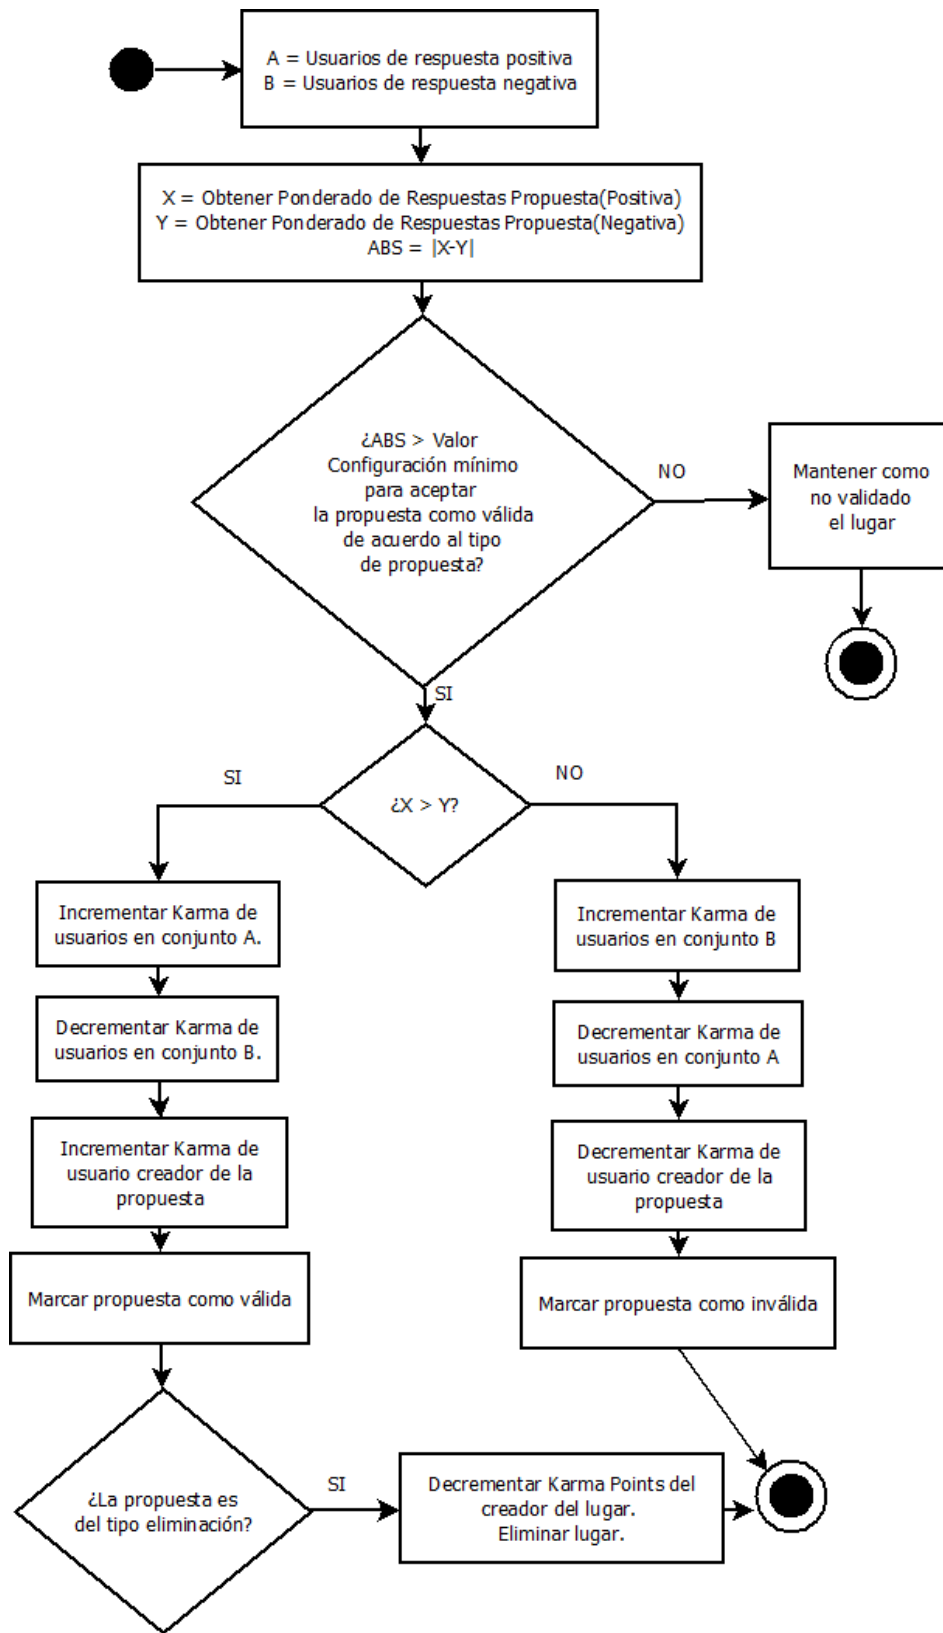 A = Usuarios de respuesta positiva
B = Usuarios de respuesta negativa
X = Obtener Ponderado de Respuestas Propuesta(Positiva)
Y = Obtener Ponderado de Respuestas Propuesta(Negativa)
ABS = |X-Y|
¿ABS > Valor
Configuración mínimo
para aceptar
la propuesta como válida
de acuerdo al tipo
de propuesta?
NO
Mantener como
no validado
el lugar
SI
¿X > Y?
SI
NO
Incrementar Karma de
usuarios en conjunto A.
Incrementar Karma de
usuarios en conjunto B
Decrementar Karma de
usuarios en conjunto B.
Decrementar Karma de
usuarios en conjunto A
Incrementar Karma de
usuario creador de la
propuesta
Decrementar Karma de
usuario creador de la
propuesta
Marcar propuesta como válida
Marcar propuesta como inválida
¿La propuesta es
del tipo eliminación?
SI
Decrementar Karma Points del
creador del lugar.
Eliminar lugar.